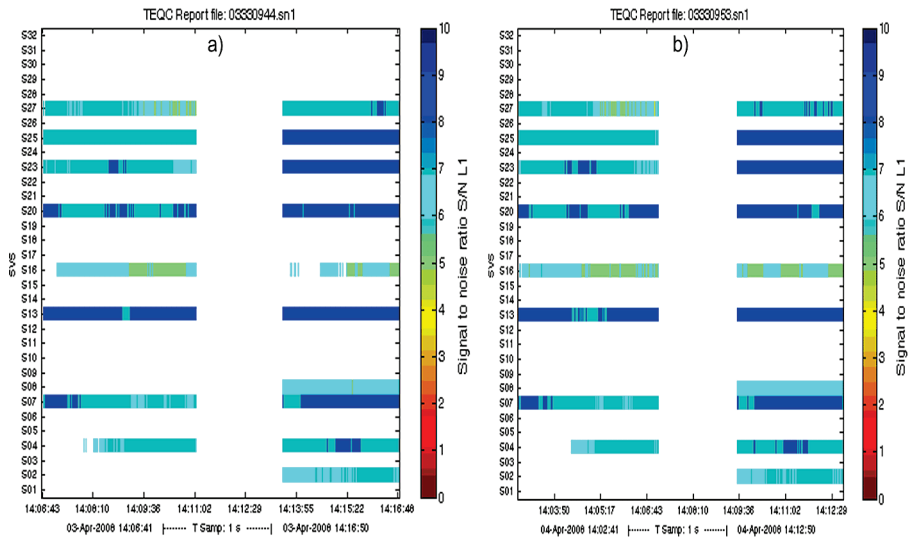 TEQC Report file: 03330944.sn1
a)
S32
S31
S30
S29
S28
S27
S26
S25
S24
S23
S22
S21
S20
S19
S18
S17
S16
S15
S14
S13
S12
S11
S10
S09
S08
S07
S06
S05
S04
S03
S02
S01
svs
14:06:43
14:08:10
14:09:36
14:11:02
12:12:29
14:13:55
14:15:22
14:16:48
03-Apr-2006 14:06:41
T Samp: 1 s
03-Apr-2006 14:16:50
10
9
8
7
6
5
4
3
2
1
0
Signal to noise ratio S/N L1
TEQC Report file: 03330953.sn1
b)
S32
S31
S30
S29
S28
S27
S26
S25
S24
S23
S22
S21
S20
S19
S18
S17
S16
S15
S14
S13
S12
S11
S10
S09
S08
S07
S06
S05
S04
S03
S02
S01
svs
14:03:50
14:05:17
14:06:43
14:08:10
14:09:36
14:11:02
14:12:29
04-Apr-2006 14:02:41
T Samp: 1 s
04-Apr-2006 14:12:50
10
9
8
7
6
5
4
3
2
1
0
Signal to noise ratio S/N L1